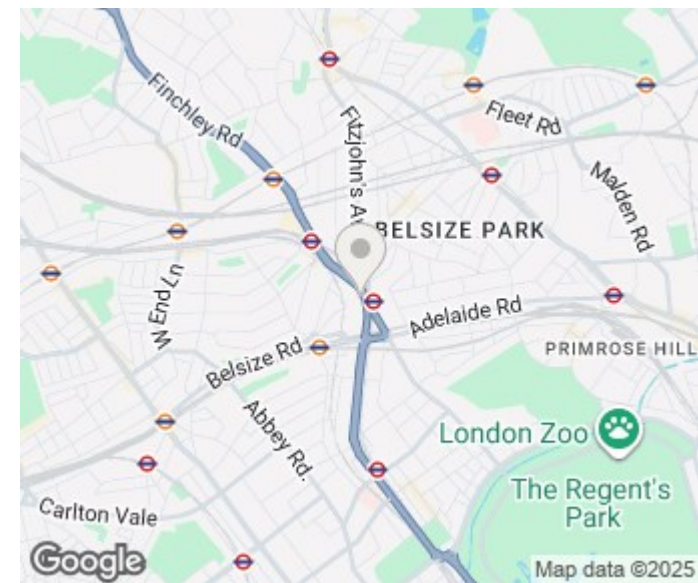 Finchley Rd
Fitzjohn's Av
Fleet Rd
Malden Rd
BELSIZE PARK
W End Ln
Adelaide Rd
PRIMROSE HILL
Belsize Rd
Abbey Rd.
London Zoo
The Regent's
Park
Carlton Vale
Google
Map data ©2025